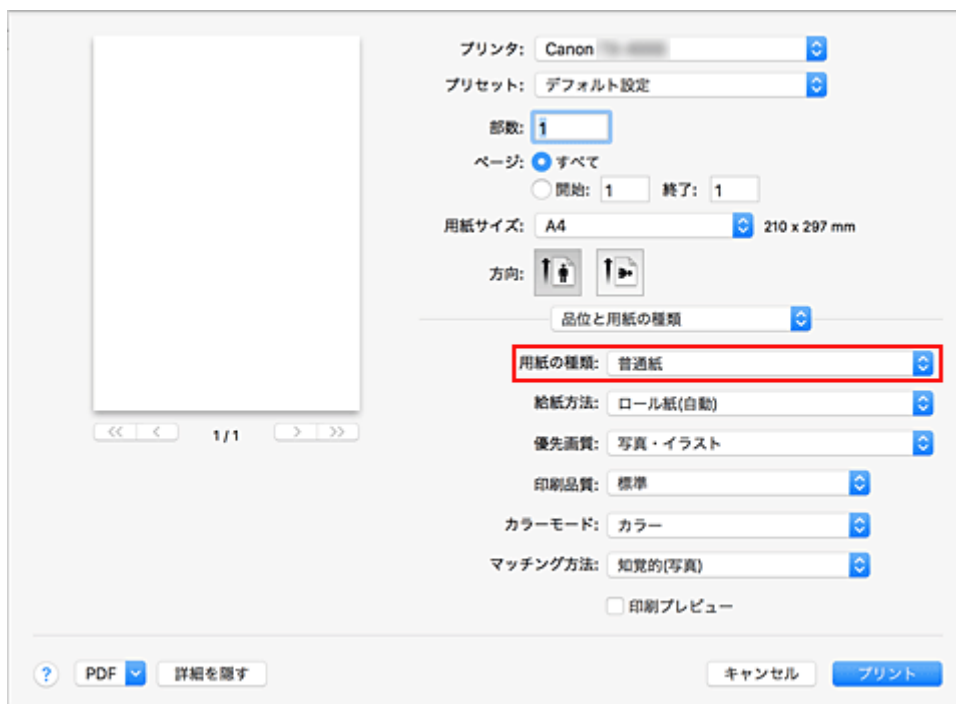 プリンタ: Canon
プリセット: デフォルト設定
部数: 1
ページ: すべて
開始: 1 終了: 1
用紙サイズ: A4 210 x 297 mm
方向:
品位と用紙の種類
用紙の種類: 普通紙
給紙方法: ロール紙(自動)
<< < 1 / 1 > >>
優先画質: 写真・イラスト
印刷品質: 標準
カラーモード: カラー
マッチング方法: 知覚的(写真)
印刷プレビュー
? PDF 詳細を隠す キャンセル プリント